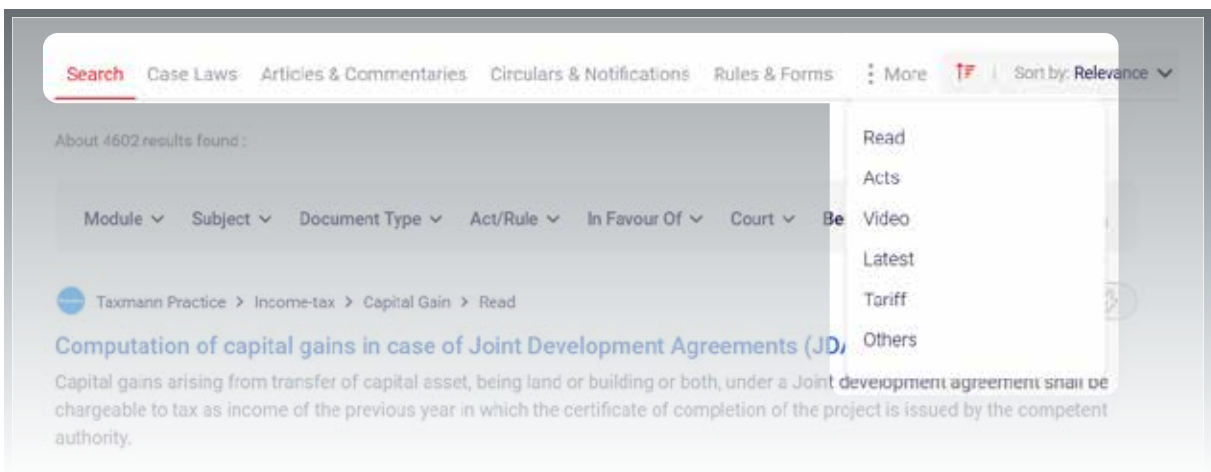 Search Case Laws Articles & Commentaries Circulars & Notifications Rules & Forms More Sort by: Relevance
About 4602 results found :
Read
Acts
Module Subject Document Type Act/Rule In Favour Of Court Be Video
Latest
Taxmann Practice > Income-tax > Capital Gain > Read Tariff
Computation of capital gains in case of Joint Development Agreements (JDA Others
Capital gains arising from transfer of capital asset, being land or building or both, under a Joint development agreement shall be
chargeable to tax as income of the previous year in which the certificate of completion of the project is issued by the competent
authority.